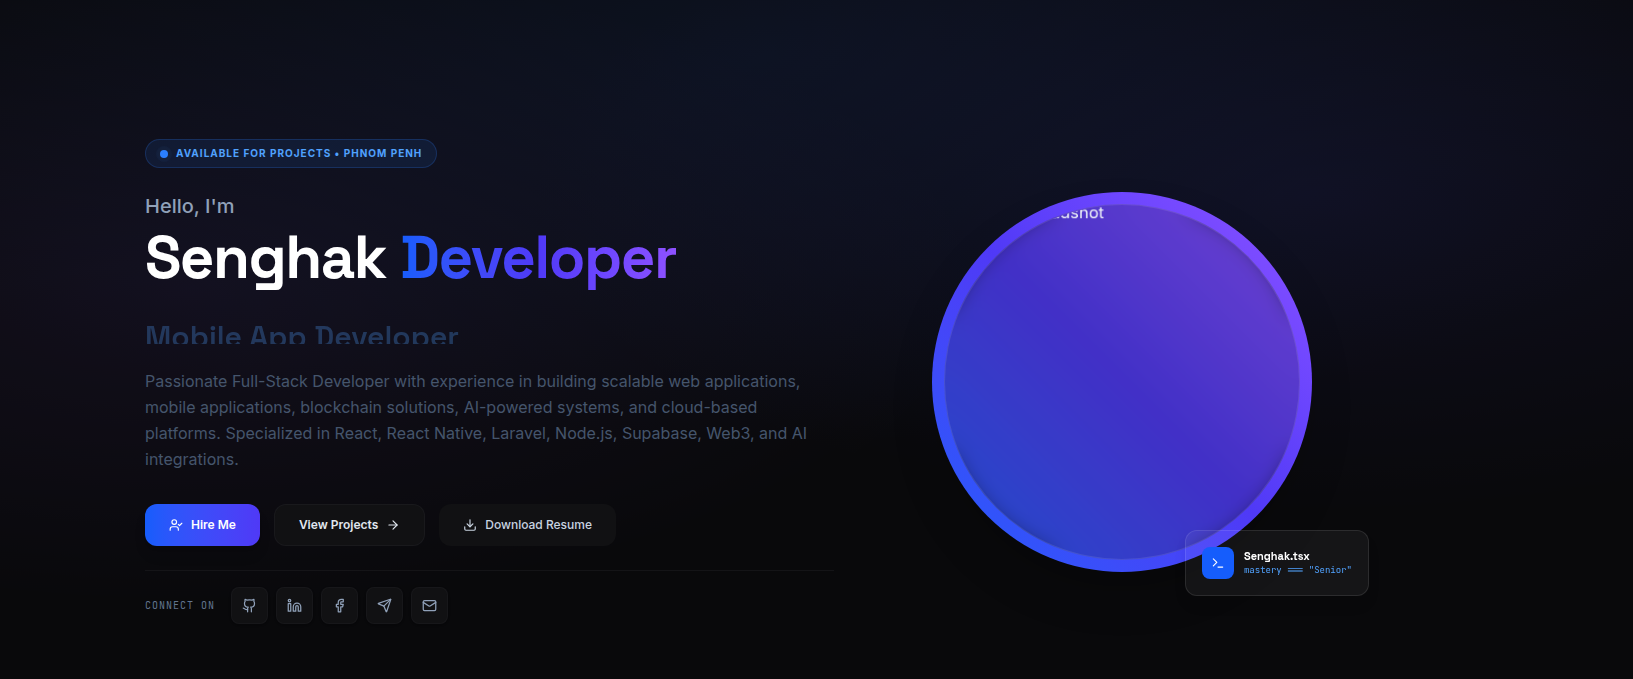 AVAILABLE FOR PROJECTS • PHNOM PENH
Hello, I'm
Senghak Developer
Mobile App Developer
Passionate Full-Stack Developer with experience in building scalable web applications,
mobile applications, blockchain solutions, AI-powered systems, and cloud-based
platforms. Specialized in React, React Native, Laravel, Node.js, Supabase, Web3, and AI
integrations.
Hire Me
View Projects
Download Resume
CONNECT ON
Senghak.tsx
mastery === "Senior"